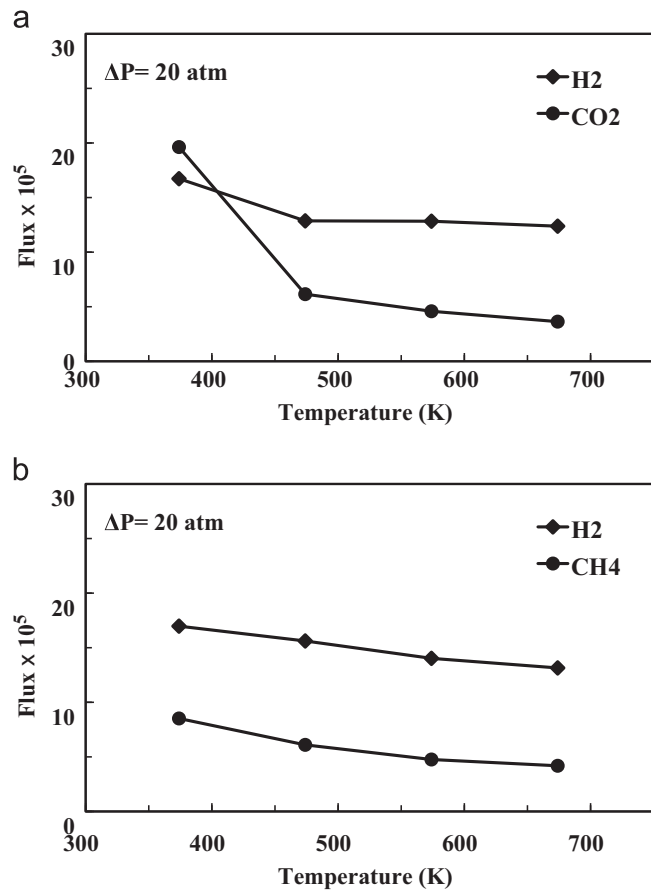 a
30
ΔP= 20 atm
H2
CO2
20
Flux x 10⁵
10
0
300 400 500 600 700
Temperature (K)
b
30
ΔP= 20 atm
H2
CH4
20
Flux x 10⁵
10
0
300 400 500 600 700
Temperature (K)